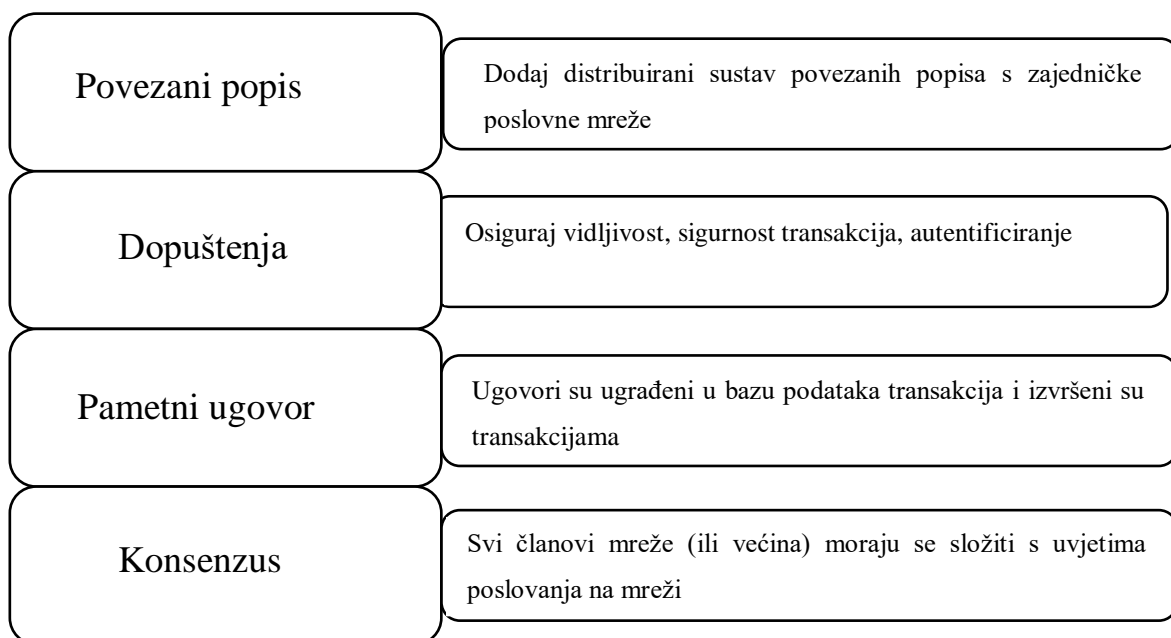 Povezani popis
Dodaj distribuirani sustav povezanih popisa s zajedničke
poslovne mreže
Dopuštenja
Osiguraj vidljivost, sigurnost transakcija, autentificiranje
Pametni ugovor
Ugovori su ugrađeni u bazu podataka transakcija i izvršeni su
transakcijama
Konsenzus
Svi članovi mreže (ili većina) moraju se složiti s uvjetima
poslovanja na mreži